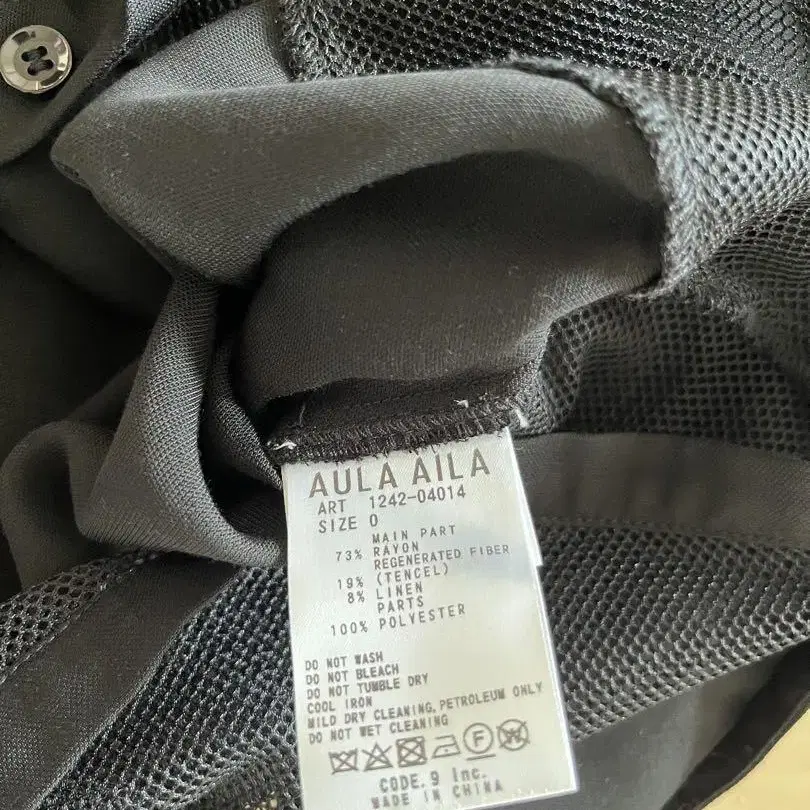 AULA AILA
ART 1242-04014
SIZE 0
MAIN PART
73% RAYON
REGENERATED FIBER
19% (TENCEL)
8% LINEN
PARTS
100% POLYESTER
DO NOT WASH
DO NOT BLEACH
DO NOT TUMBLE DRY
COOL IRON
MILD DRY CLEANING, PETROLEUM ONLY
DO NOT WET CLEANING
F W
CODE. 9 Inc.
MADE IN CHINA